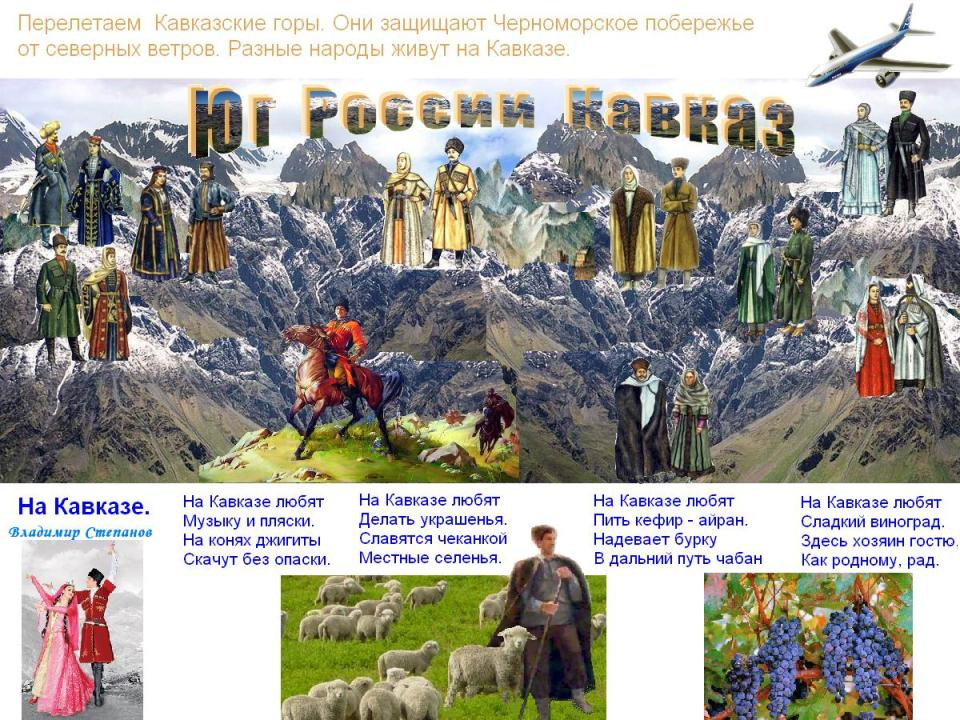 Перелетаем Кавказские горы. Они защищают Черноморское побережье
от северных ветров. Разные народы живут на Кавказе.
Юг России Кавказ
На Кавказе.
Владимир Степанов
На Кавказе любят
Музыку и пляски.
На конях джигиты
Скачут без опаски.
На Кавказе любят
Делать украшенья.
Славятся чеканкой
Местные селенья.
На Кавказе любят
Пить кефир - айран.
Надевает бурку
В дальний путь чабан
На Кавказе любят
Сладкий виноград.
Здесь хозяин гостю.
Как родному, рад.